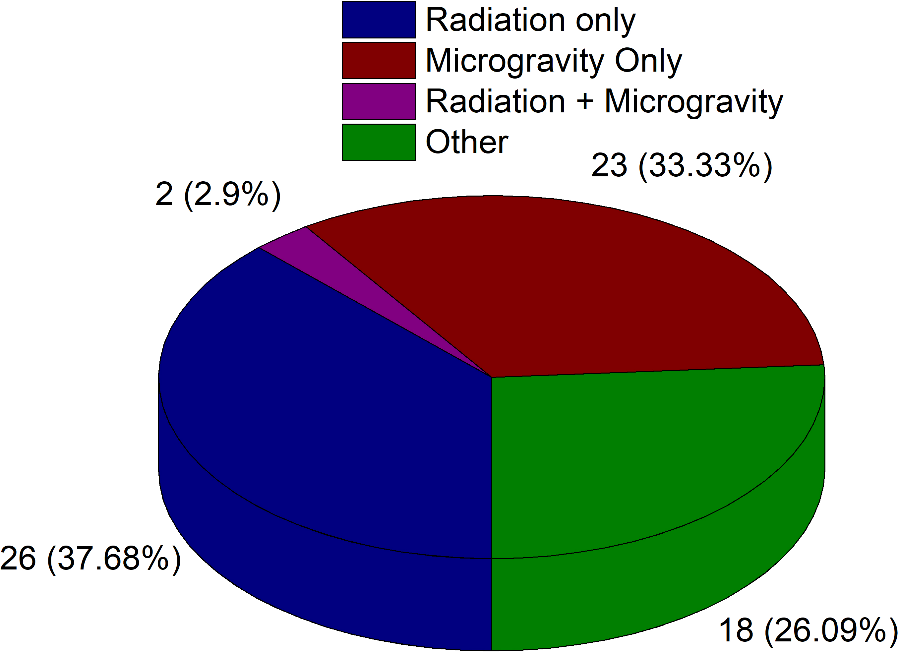 Radiation only
Microgravity Only
Radiation + Microgravity
Other
23 (33.33%)
2 (2.9%)
26 (37.68%)
18 (26.09%)